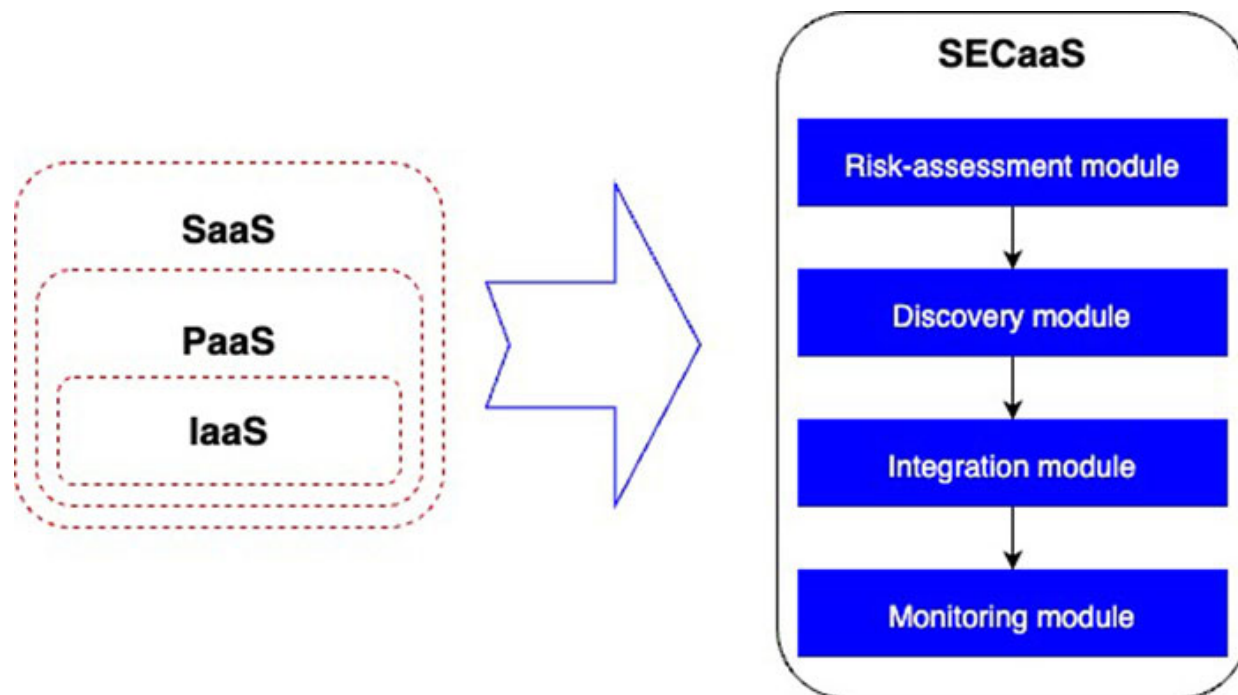 SaaS
PaaS
IaaS
SECaaS
Risk-assessment module
Discovery module
Integration module
Monitoring module